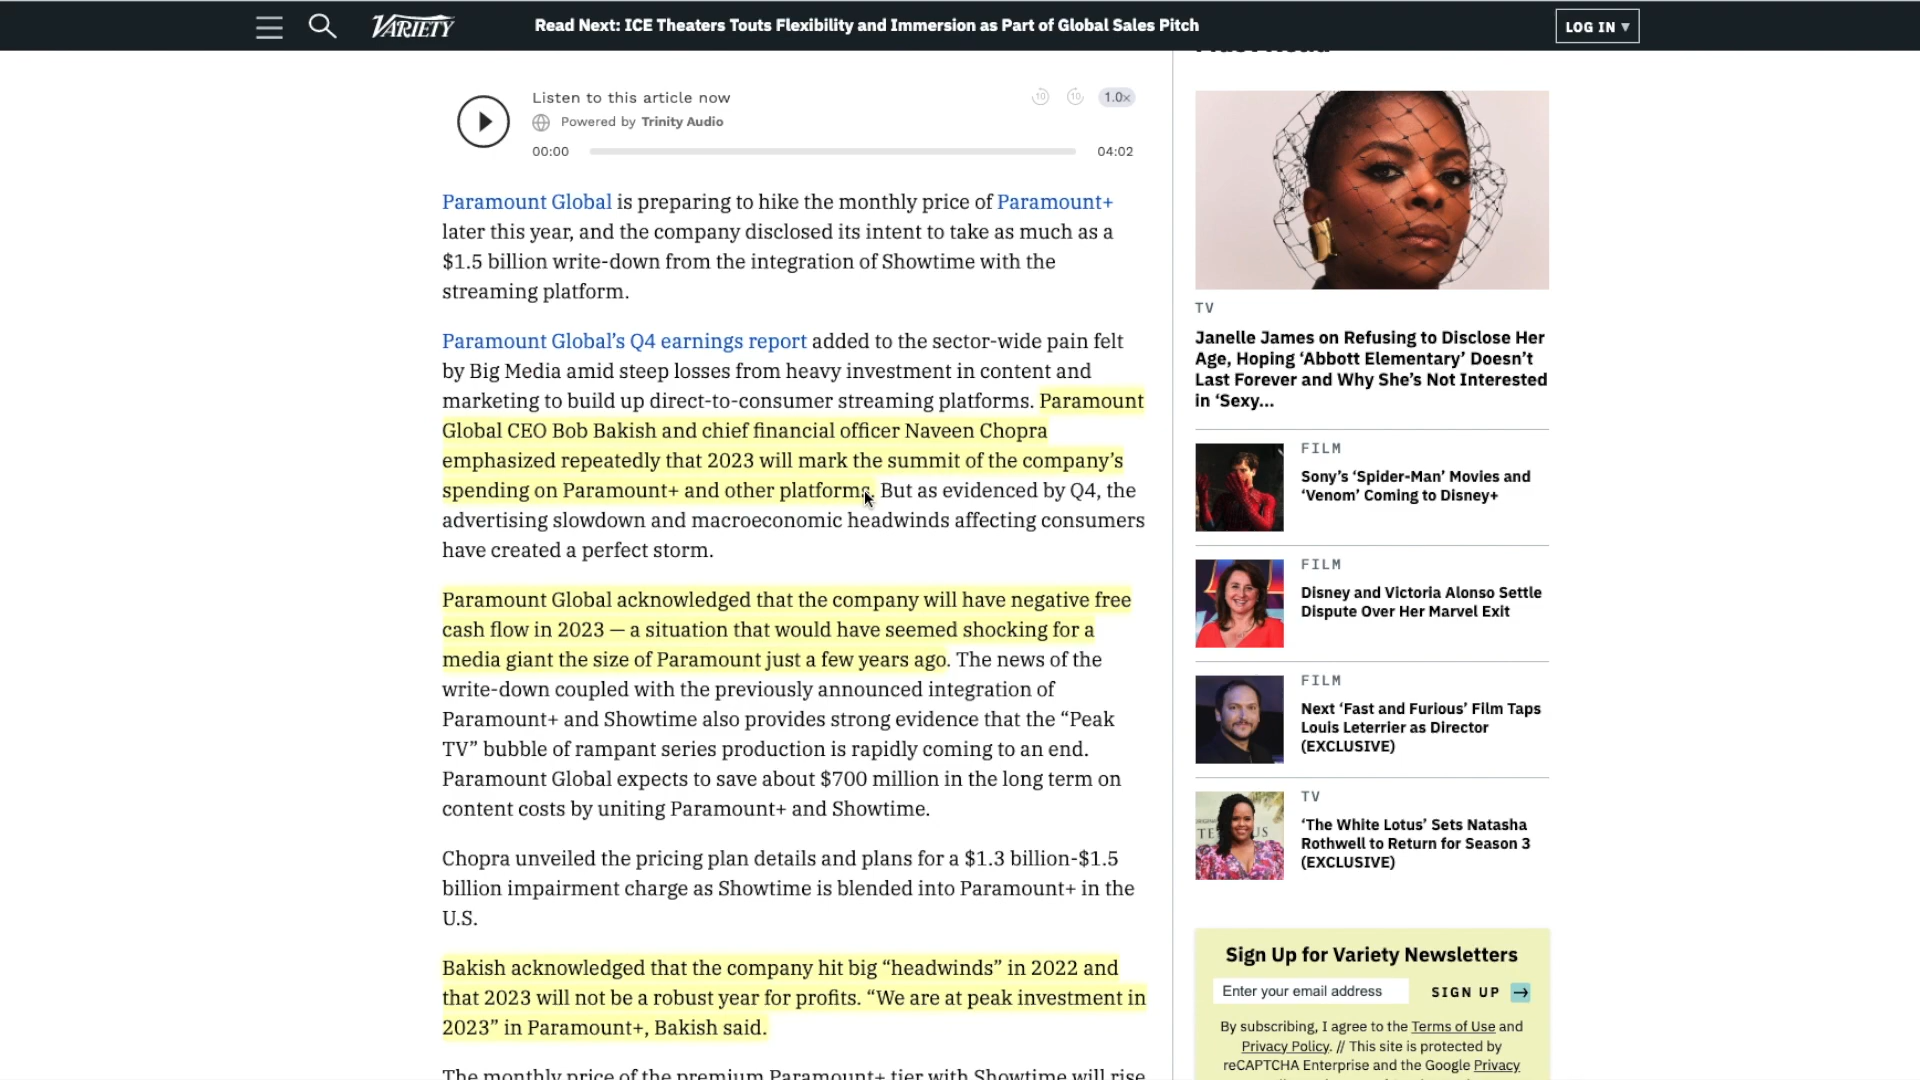 VARIETY
Read Next: ICE Theaters Touts Flexibility and Immersion as Part of Global Sales Pitch
LOG IN ▾
Listen to this article now
10
10
1.0×
Powered by Trinity Audio
00:00
04:02
Paramount Global is preparing to hike the monthly price of Paramount+
later this year, and the company disclosed its intent to take as much as a
$1.5 billion write-down from the integration of Showtime with the
streaming platform.
Paramount Global’s Q4 earnings report added to the sector-wide pain felt
by Big Media amid steep losses from heavy investment in content and
marketing to build up direct-to-consumer streaming platforms. Paramount
Global CEO Bob Bakish and chief financial officer Naveen Chopra
emphasized repeatedly that 2023 will mark the summit of the company’s
spending on Paramount+ and other platforms. But as evidenced by Q4, the
advertising slowdown and macroeconomic headwinds affecting consumers
have created a perfect storm.
Paramount Global acknowledged that the company will have negative free
cash flow in 2023 — a situation that would have seemed shocking for a
media giant the size of Paramount just a few years ago. The news of the
write-down coupled with the previously announced integration of
Paramount+ and Showtime also provides strong evidence that the “Peak
TV” bubble of rampant series production is rapidly coming to an end.
Paramount Global expects to save about $700 million in the long term on
content costs by uniting Paramount+ and Showtime.
Chopra unveiled the pricing plan details and plans for a $1.3 billion-$1.5
billion impairment charge as Showtime is blended into Paramount+ in the
U.S.
Bakish acknowledged that the company hit big “headwinds” in 2022 and
that 2023 will not be a robust year for profits. “We are at peak investment in
2023” in Paramount+, Bakish said.
The monthly price of the premium Paramount+ tier with Showtime will rise
TV
Janelle James on Refusing to Disclose Her
Age, Hoping ‘Abbott Elementary’ Doesn’t
Last Forever and Why She’s Not Interested
in ‘Sexy...
FILM
Sony’s ‘Spider-Man’ Movies and
‘Venom’ Coming to Disney+
FILM
Disney and Victoria Alonso Settle
Dispute Over Her Marvel Exit
FILM
Next ‘Fast and Furious’ Film Taps
Louis Leterrier as Director
(EXCLUSIVE)
TV
‘The White Lotus’ Sets Natasha
Rothwell to Return for Season 3
(EXCLUSIVE)
Sign Up for Variety Newsletters
Enter your email address
SIGN UP →
By subscribing, I agree to the Terms of Use and
Privacy Policy. // This site is protected by
reCAPTCHA Enterprise and the Google Privacy